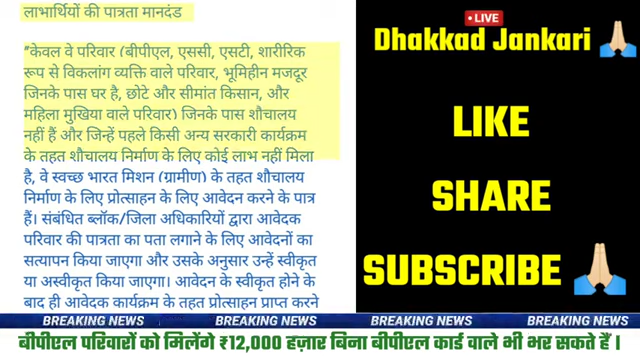 लाभार्थियों की पात्रता मानदंड
"केवल वे परिवार (बीपीएल, एससी, एसटी, शारीरिक
रूप से विकलांग व्यक्ति वाले परिवार, भूमिहीन मजदूर
जिनके पास घर है, छोटे और सीमांत किसान, और
महिला मुखिया वाले परिवार) जिनके पास शौचालय
नहीं हैं और जिन्हें पहले किसी अन्य सरकारी कार्यक्रम
के तहत शौचालय निर्माण के लिए कोई लाभ नहीं मिला
है, वे स्वच्छ भारत मिशन (ग्रामीण) के तहत शौचालय
निर्माण के लिए प्रोत्साहन के लिए आवेदन करने के पात्र
हैं। संबंधित ब्लॉक/जिला अधिकारियों द्वारा आवेदक
परिवार की पात्रता का पता लगाने के लिए आवेदनों का
सत्यापन किया जाएगा और उसके अनुसार उन्हें स्वीकृत
या अस्वीकृत किया जाएगा। आवेदन के स्वीकृत होने के
बाद ही आवेदक कार्यक्रम के तहत प्रोत्साहन प्राप्त करने
LIVE
Dhakkad Jankari 🙏🏻
LIKE
SHARE
SUBSCRIBE 🙏🏻
BREAKING NEWS BREAKING NEWS BREAKING NEWS BREAKING NEWS
बीपीएल परिवारों को मिलेंगे ₹12,000 हज़ार बिना बीपीएल कार्ड वाले भी भर सकते हैं ।